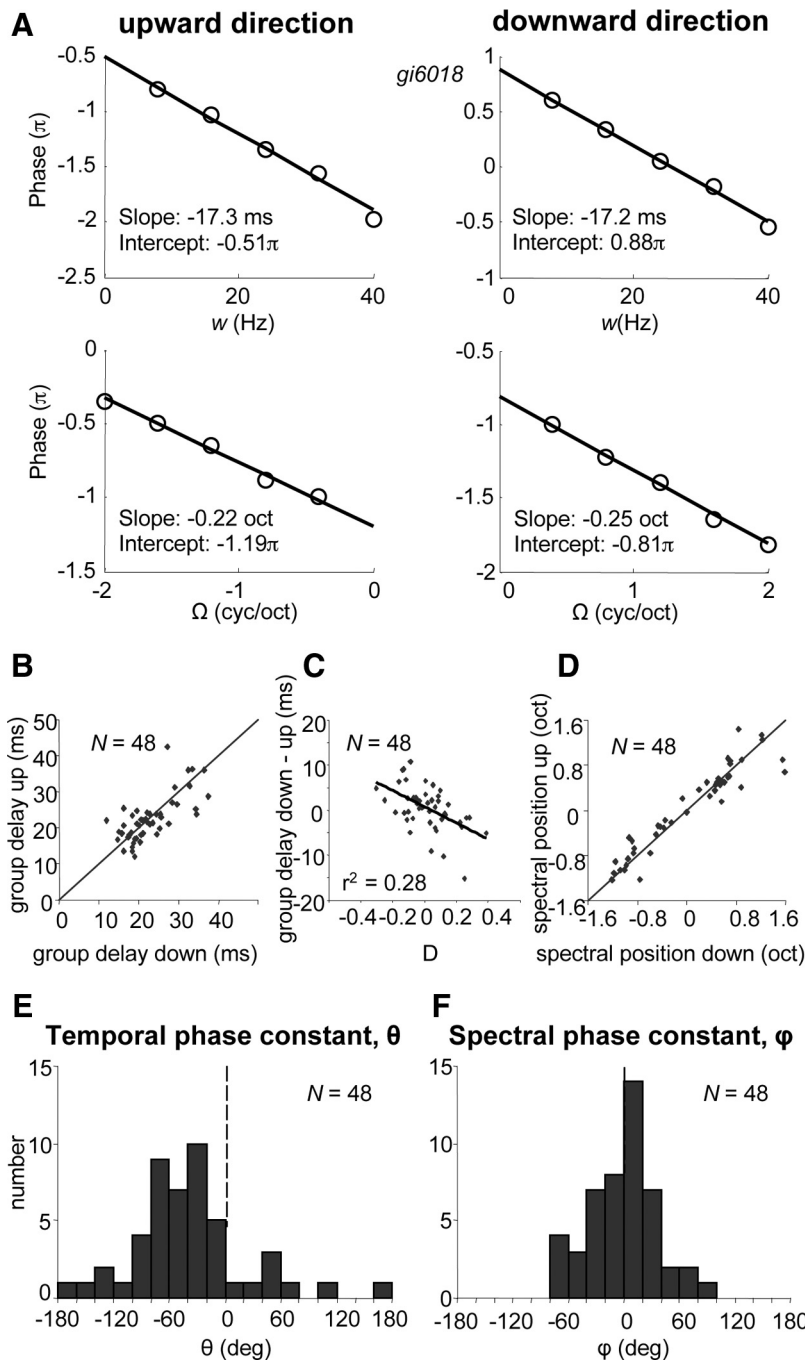 A
upward direction
downward direction
gi6018
Phase (π)
-0.5
-1
-1.5
-2
-2.5
Slope: -17.3 ms
Intercept: -0.51π
0 20 40
w (Hz)
1
0.5
0
-0.5
-1
Slope: -17.2 ms
Intercept: 0.88π
0 20 40
w(Hz)
Phase (π)
0
-0.5
-1
-1.5
Slope: -0.22 oct
Intercept: -1.19π
-2 -1 0
Ω (cyc/oct)
-0.5
-1
-1.5
-2
Slope: -0.25 oct
Intercept: -0.81π
0 1 2
Ω (cyc/oct)
B
group delay up (ms)
50
40
30
20
10
0
N = 48
0 10 20 30 40
group delay down (ms)
C
group delay down - up (ms)
20
10
0
-10
-20
N = 48
r² = 0.28
-0.4 -0.2 0 0.2 0.4
D
D
spectral position up (oct)
1.6
0.8
0
-0.8
-1.6
N = 48
-1.6 -0.8 0 0.8 1.6
spectral position down (oct)
E
Temporal phase constant, θ
number
15
10
5
0
N = 48
-180 -120 -60 0 60 120 180
θ (deg)
F
Spectral phase constant, φ
15
10
5
0
N = 48
-180 -120 -60 0 60 120 180
φ (deg)